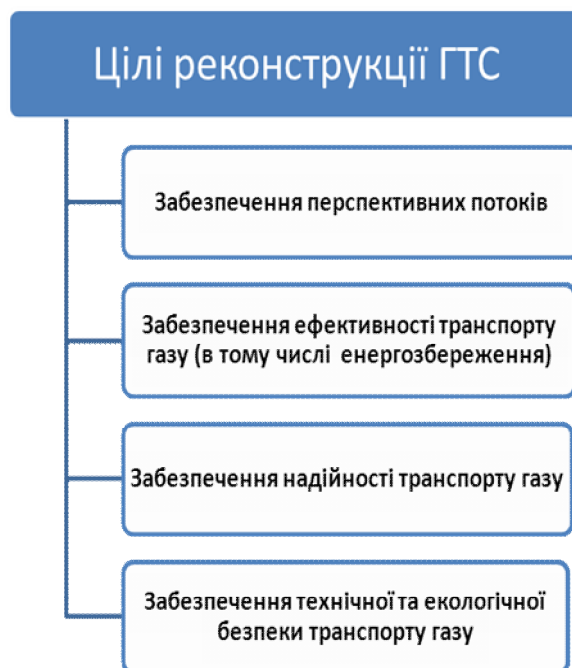 Цілі реконструкції ГТС
Забезпечення перспективних потоків
Забезпечення ефективності транспорту
газу (в тому числі енергозбереження)
Забезпечення надійності транспорту газу
Забезпечення технічної та екологічної
безпеки транспорту газу